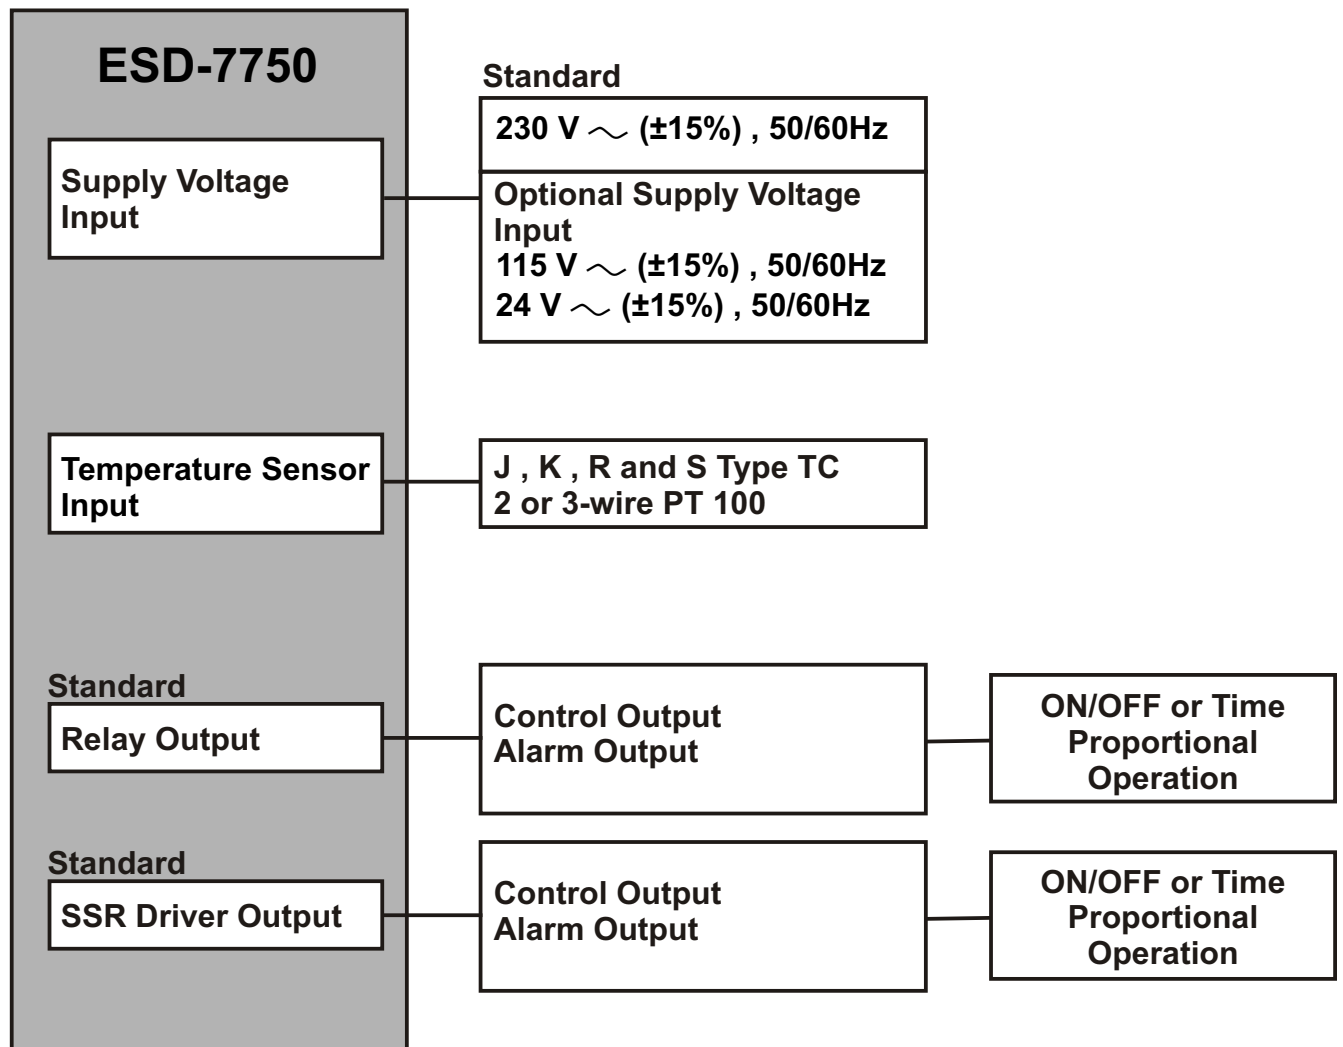 ESD-7750
Standard
230 V ～ (±15%) , 50/60Hz
Supply Voltage
Input
Optional Supply Voltage
Input
115 V ～ (±15%) , 50/60Hz
24 V ～ (±15%) , 50/60Hz
Temperature Sensor
Input
J , K , R and S Type TC
2 or 3-wire PT 100
Standard
Relay Output
Control Output
Alarm Output
ON/OFF or Time
Proportional
Operation
Standard
SSR Driver Output
Control Output
Alarm Output
ON/OFF or Time
Proportional
Operation